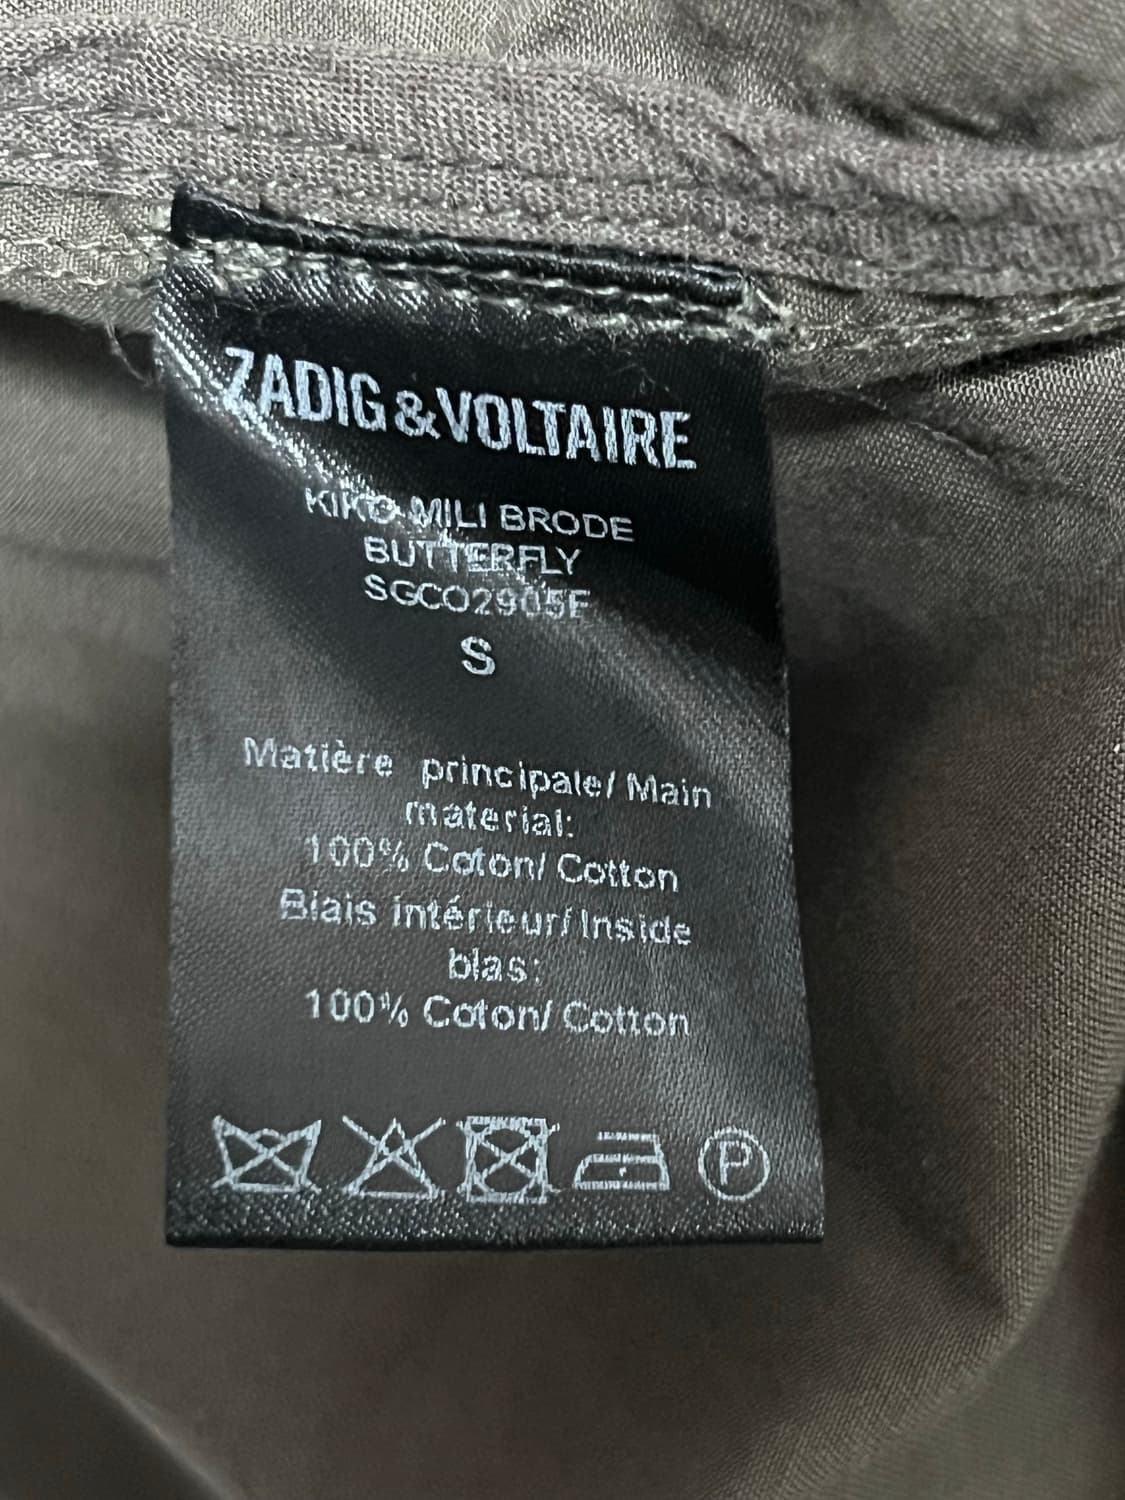 ZADIG&VOLTAIRE
KIKO MILI BRODE
BUTTERFLY
SGCO2905F
S
Matière principale/ Main
material:
100% Coton/ Cotton
Biais intérieur/Inside
bias:
100% Coton/ Cotton
P